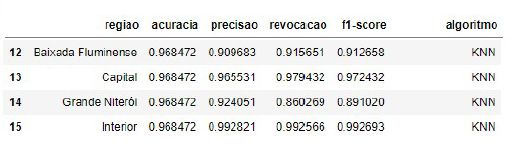 regiao acuracia precisao revocacao f1-score algoritmo
12 Baixada Fluminense 0.968472 0.909683 0.915651 0.912658 KNN
13 Capital 0.968472 0.965531 0.979432 0.972432 KNN
14 Grande Niterói 0.968472 0.924051 0.860269 0.891020 KNN
15 Interior 0.968472 0.992821 0.992566 0.992693 KNN